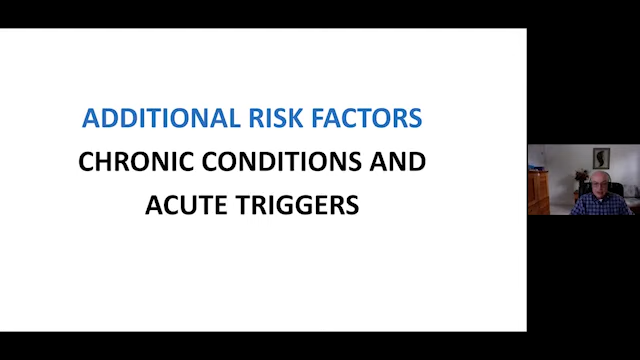 ADDITIONAL RISK FACTORS
CHRONIC CONDITIONS AND
ACUTE TRIGGERS